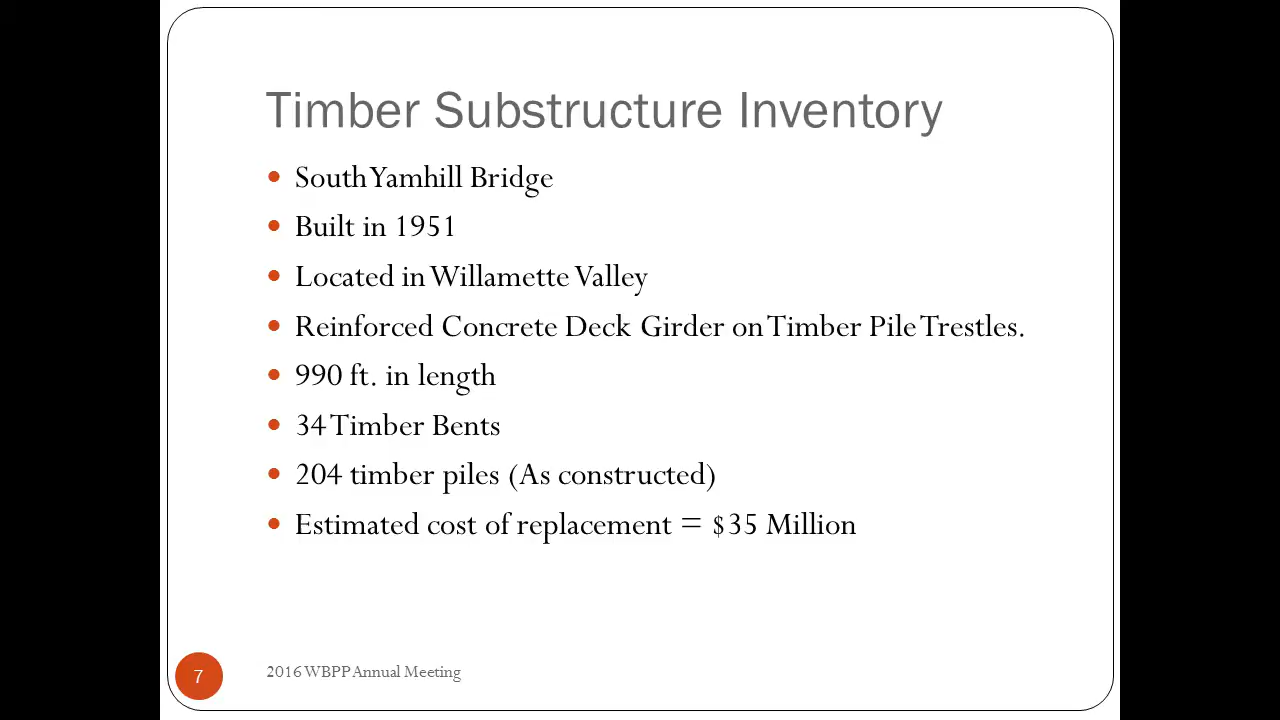 Timber Substructure Inventory
• South Yamhill Bridge
• Built in 1951
• Located in Willamette Valley
• Reinforced Concrete Deck Girder on Timber Pile Trestles.
• 990 ft. in length
• 34 Timber Bents
• 204 timber piles (As constructed)
• Estimated cost of replacement = $35 Million
7
2016 WBPP Annual Meeting